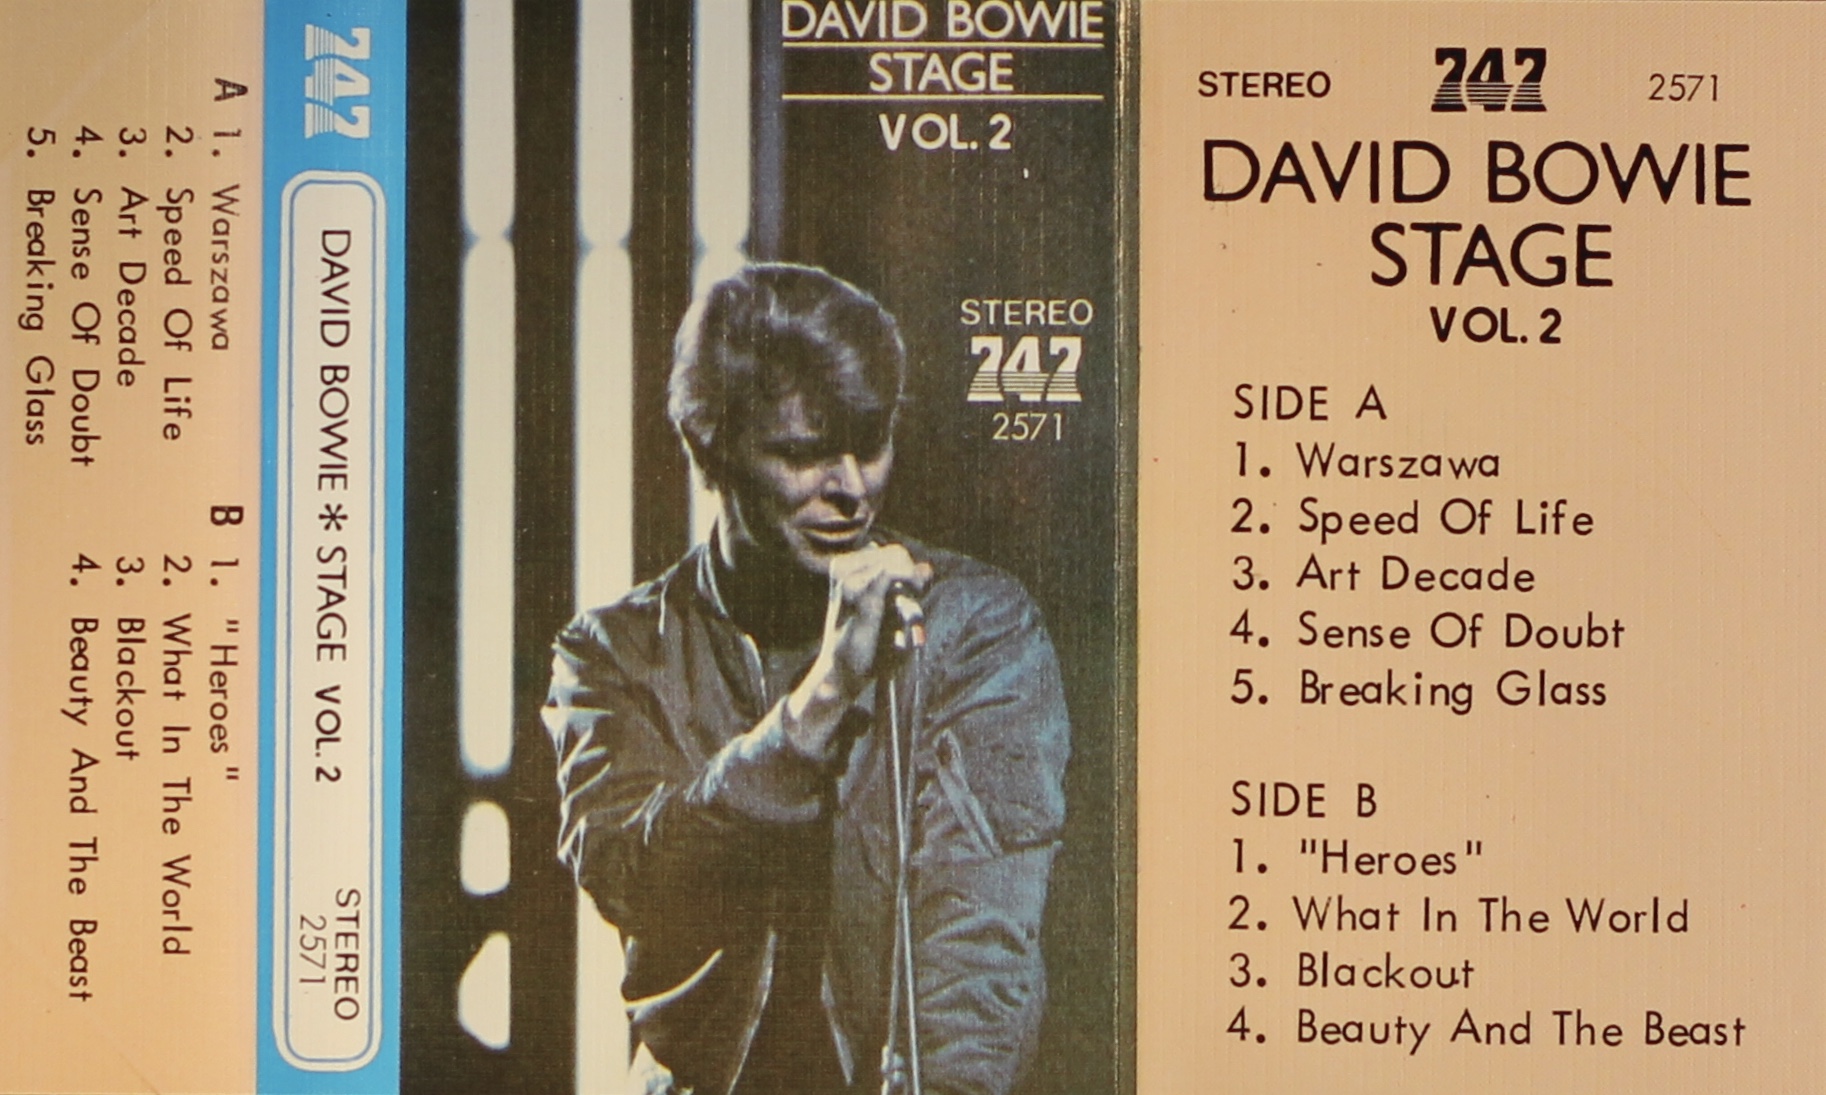 A 1. Warszawa
2. Speed Of Life
3. Art Decade
4. Sense Of Doubt
5. Breaking Glass
B 1. "Heroes"
2. What In The World
3. Blackout
4. Beauty And The Beast
747
DAVID BOWIE * STAGE VOL. 2
STEREO
2571
DAVID BOWIE
STAGE
VOL. 2
STEREO
747
2571
STEREO 747 2571
DAVID BOWIE
STAGE
VOL. 2
SIDE A
1. Warszawa
2. Speed Of Life
3. Art Decade
4. Sense Of Doubt
5. Breaking Glass
SIDE B
1. "Heroes"
2. What In The World
3. Blackout
4. Beauty And The Beast